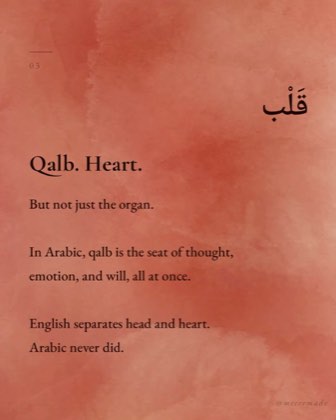 03
قَلْب
Qalb. Heart.
But not just the organ.
In Arabic, qalb is the seat of thought,
emotion, and will, all at once.
English separates head and heart.
Arabic never did.